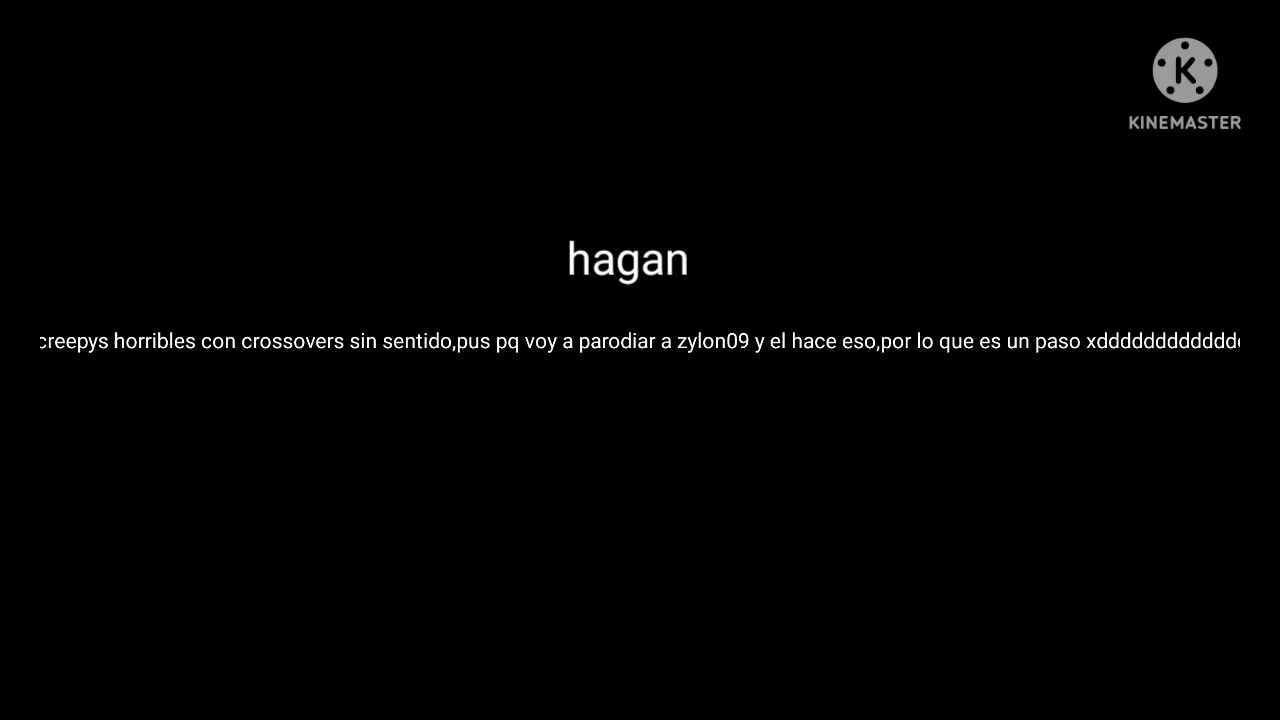 KINEMASTER
hagan
creepys horribles con crossovers sin sentido,pus pq voy a parodiar a zylon09 y el hace eso,por lo que es un paso xddddddddddddd